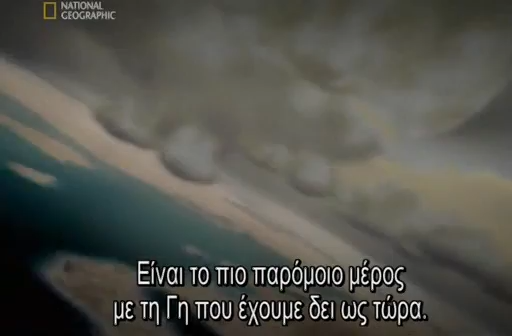 NATIONAL
GEOGRAPHIC
Είναι το πιο παρόμοιο μέρος
με τη Γη που έχουμε δει ως τώρα.